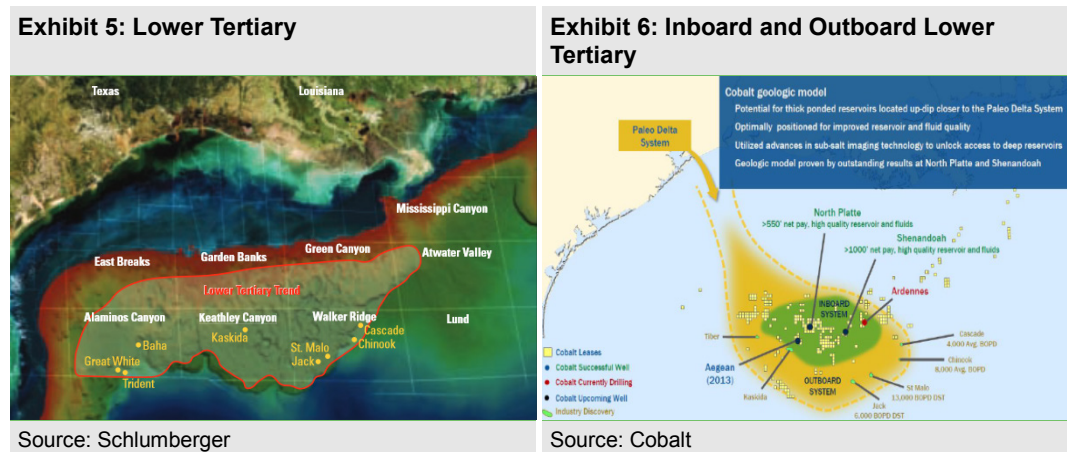 Exhibit 5: Lower Tertiary
Texas
Louisiana
Mississippi Canyon
Green Canyon
Atwater Valley
Garden Banks
East Breaks
Lower Tertiary Trend
Alaminos Canyon
Keathley Canyon
Walker Ridge
Lund
Cascade
Kaskida
Chinook
Baha
St. Malo
Great White
Jack
Trident
Source: Schlumberger
Exhibit 6: Inboard and Outboard Lower
Tertiary
Cobalt geologic model
Potential for thick ponded reservoirs located up-dip closer to the Paleo Delta System
Optimally positioned for improved reservoir and fluid quality
Utilized advances in sub-salt imaging technology to unlock access to deep reservoirs
Geologic model proven by outstanding results at North Platte and Shenandoah
Paleo Delta
System
North Platte
>550' net pay, high quality reservoir and fluids
Shenandoah
>1000' net pay, high quality reservoir and fluids
Ardennes
INBOARD
SYSTEM
Tiber
Cascade
4,000 Avg. BOPD
Aegean
(2013)
Chinook
8,000 Avg. BOPD
Kaskida
OUTBOARD
SYSTEM
St Malo
13,000 BOPD DST
Jack
6,000 BOPD DST
Cobalt Leases
Cobalt Successful Well
Cobalt Currently Drilling
Cobalt Upcoming Well
Industry Discovery
Source: Cobalt